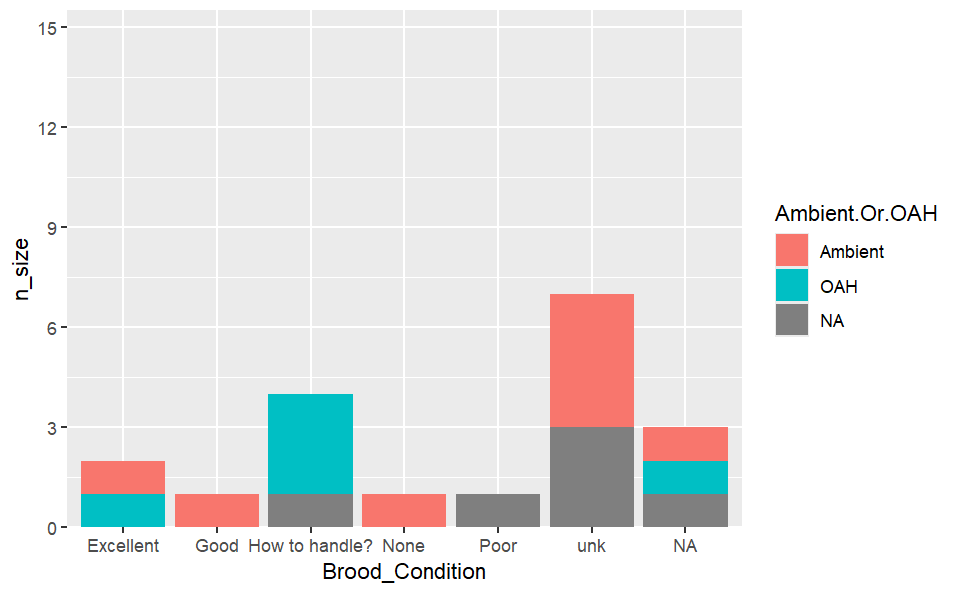 15
12
9
6
3
0
n_size
Excellent Good How to handle? None Poor unk NA
Brood_Condition
Ambient.Or.OAH
Ambient
OAH
NA